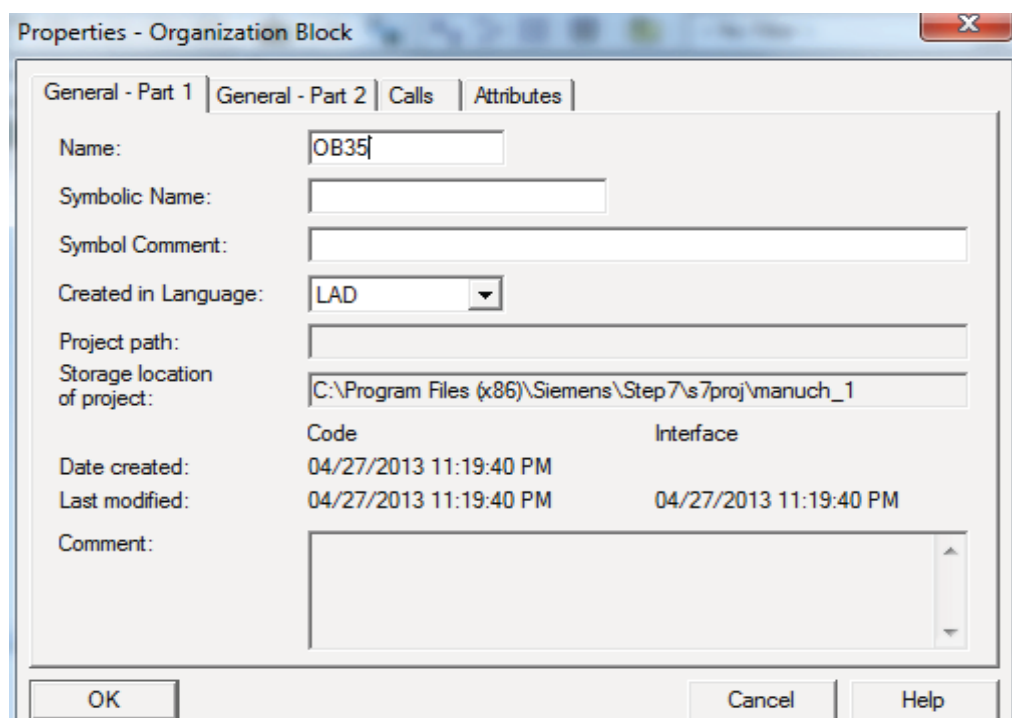 Properties - Organization Block
General - Part 1 General - Part 2 Calls Attributes
Name: OB35
Symbolic Name:
Symbol Comment:
Created in Language: LAD
Project path:
Storage location
of project: C:\Program Files (x86)\Siemens\Step7\s7proj\manuch_1
Code Interface
Date created: 04/27/2013 11:19:40 PM
Last modified: 04/27/2013 11:19:40 PM 04/27/2013 11:19:40 PM
Comment:
OK Cancel Help